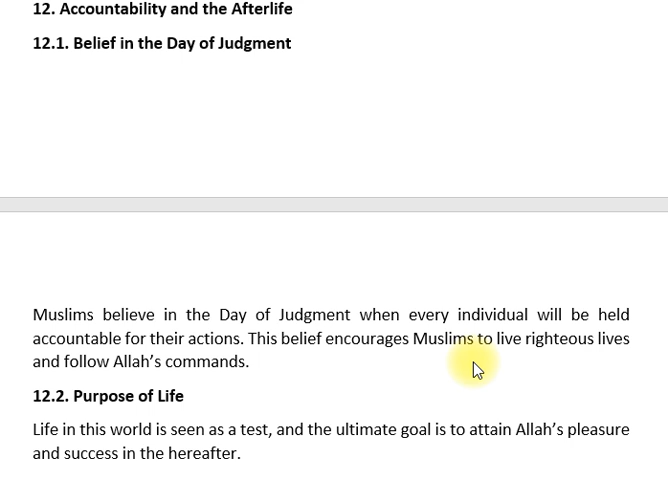 12. Accountability and the Afterlife
12.1. Belief in the Day of Judgment
Muslims believe in the Day of Judgment when every individual will be held
accountable for their actions. This belief encourages Muslims to live righteous lives
and follow Allah’s commands.
12.2. Purpose of Life
Life in this world is seen as a test, and the ultimate goal is to attain Allah’s pleasure
and success in the hereafter.